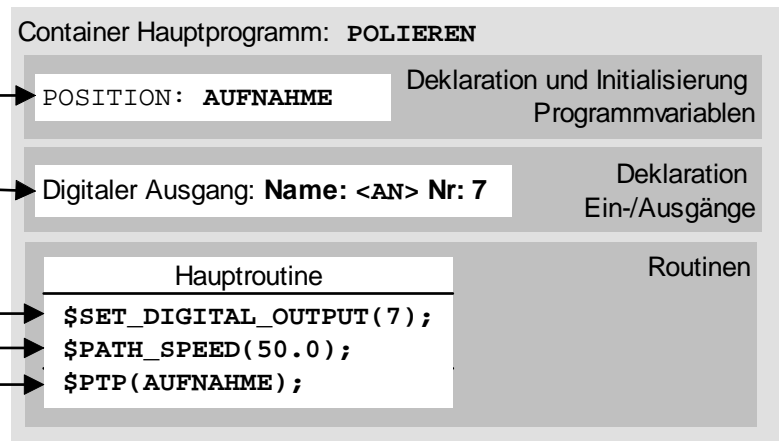 Container Hauptprogramm: POLIEREN
POSITION: AUFNAHME
Deklaration und Initialisierung
Programmvariablen
Digitaler Ausgang: Name: <AN> Nr: 7
Deklaration
Ein-/Ausgänge
Hauptroutine
Routinen
$SET_DIGITAL_OUTPUT(7);
$PATH_SPEED(50.0);
$PTP(AUFNAHME);